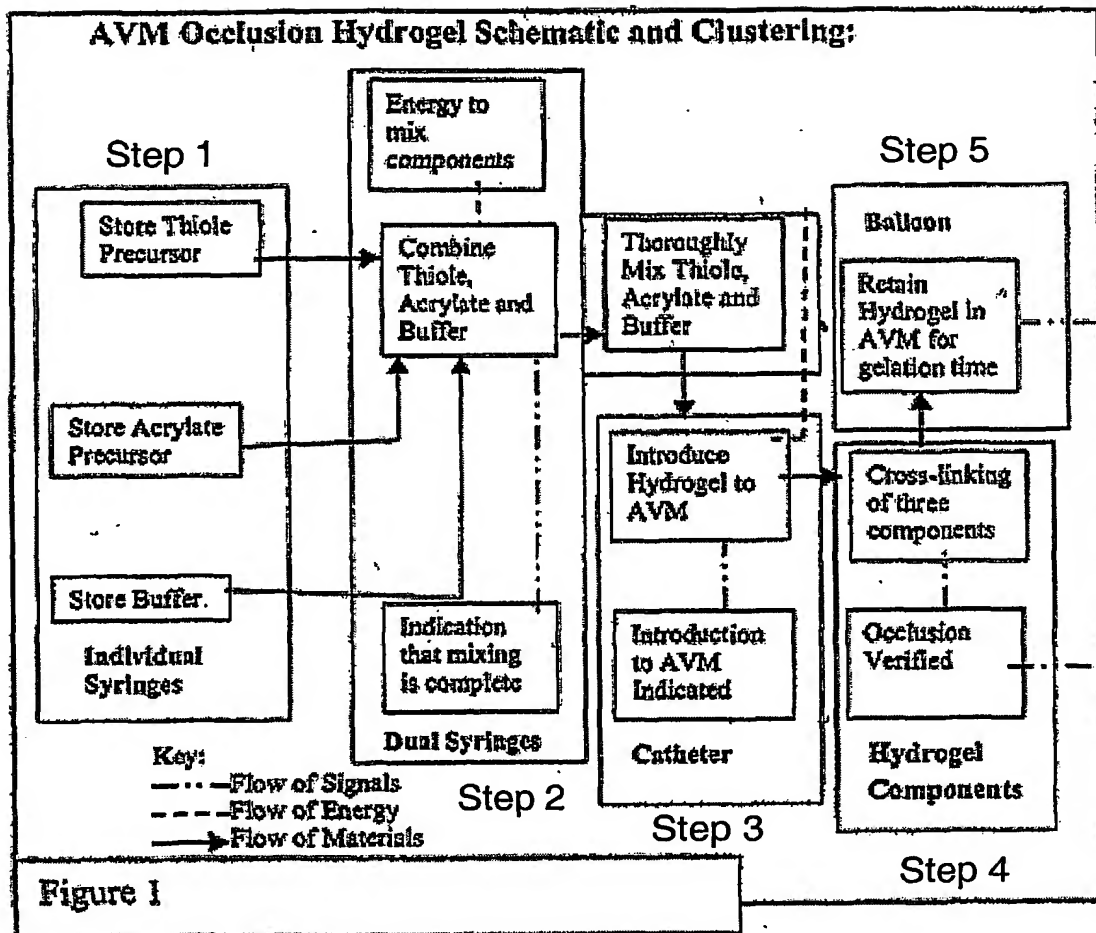 AVM Occlusion Hydrogel Schematic and Clustering:
Step 1
Store Thiole
Precursor
Store Acrylate
Precursor
Store Buffer.
Individual
Syringes
Energy to
mix
components
Combine
Thiole,
Acrylate and
Buffer
Indication
that mixing
is complete
Dual Syringes
Step 2
Thoroughly
Mix Thiole,
Acrylate and
Buffer
Introduce
Hydrogel to
AVM
Introduction
to AVM
Indicated
Catheter
Step 3
Step 5
Balloon
Retain
Hydrogel in
AVM for
gelation time
Cross-linking
of three
components
Occlusion
Verified
Hydrogel
Components
Step 4
Key:
Flow of Signals
Flow of Energy
Flow of Materials
Figure 1